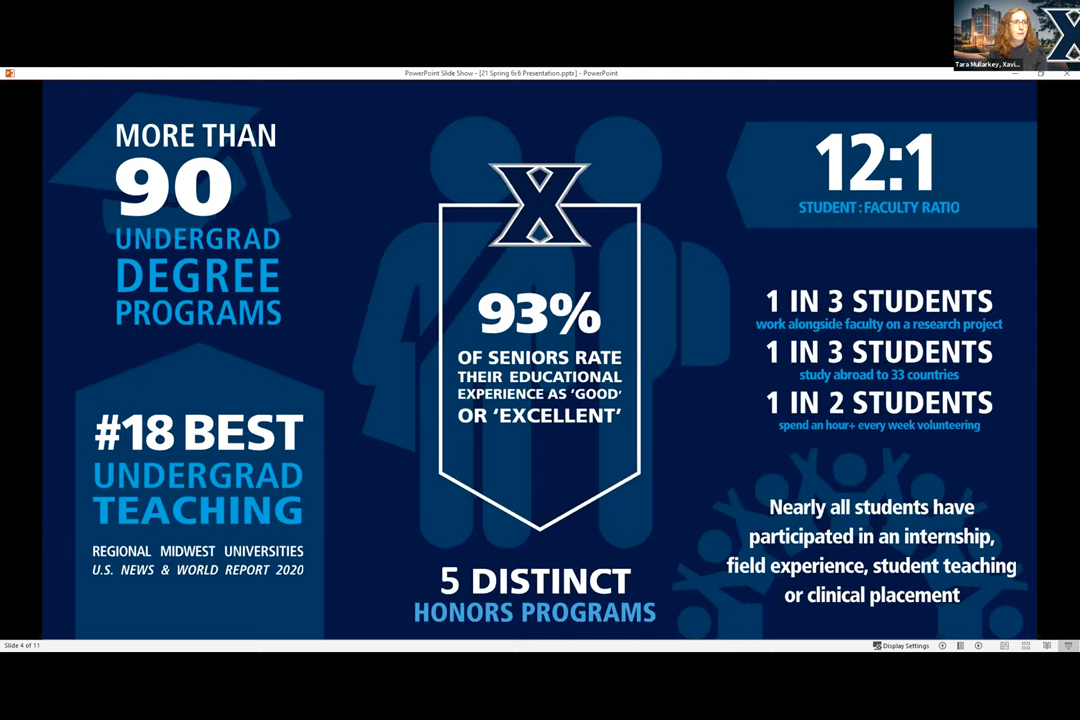 Tara Mullarkey, Xavi...
PowerPoint Slide Show - [21 Spring 6x6 Presentation.pptx] - PowerPoint
MORE THAN
90
UNDERGRAD
DEGREE
PROGRAMS
#18 BEST
UNDERGRAD
TEACHING
REGIONAL MIDWEST UNIVERSITIES
U.S. NEWS & WORLD REPORT 2020
X
93%
OF SENIORS RATE
THEIR EDUCATIONAL
EXPERIENCE AS ‘GOOD’
OR ‘EXCELLENT’
5 DISTINCT
HONORS PROGRAMS
12:1
STUDENT : FACULTY RATIO
1 IN 3 STUDENTS
work alongside faculty on a research project
1 IN 3 STUDENTS
study abroad to 33 countries
1 IN 2 STUDENTS
spend an hour+ every week volunteering
Nearly all students have
participated in an internship,
field experience, student teaching
or clinical placement
Slide 4 of 11
Display Settings